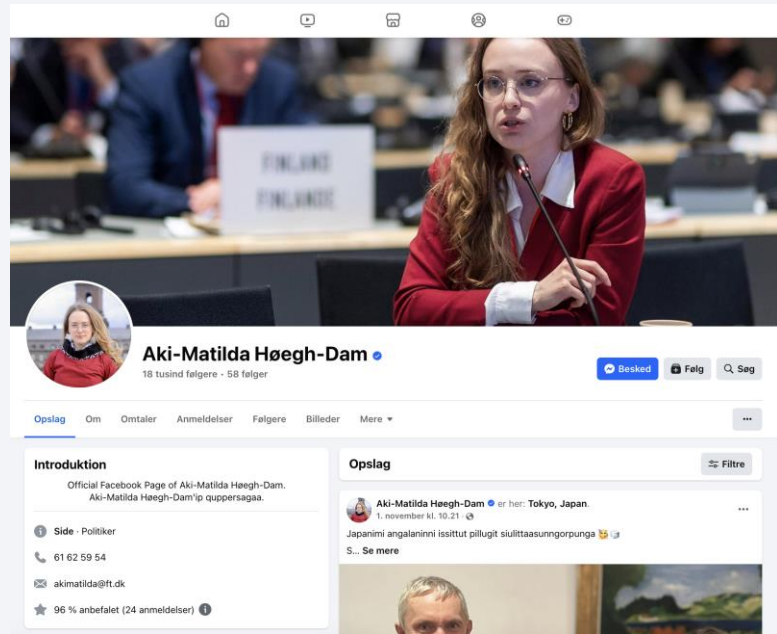 FINLAND
FINLANDE
Aki-Matilda Høegh-Dam
18 tusind følgere · 58 følger
Besked
Følg
Søg
Opslag Om Omtaler Anmeldelser Følgere Billeder Mere
Introduktion
Official Facebook Page of Aki-Matilda Høegh-Dam.
Aki-Matilda Høegh-Dam'ip quppersagaa.
Side · Politiker
61 62 59 54
akimatilda@ft.dk
96 % anbefalet (24 anmeldelser)
Opslag
Filtre
Aki-Matilda Høegh-Dam er her: Tokyo, Japan.
1. november kl. 10.21 ·
Japanimi angalaninni issittut pillugit siulittaasunngorpunga
S... Se mere